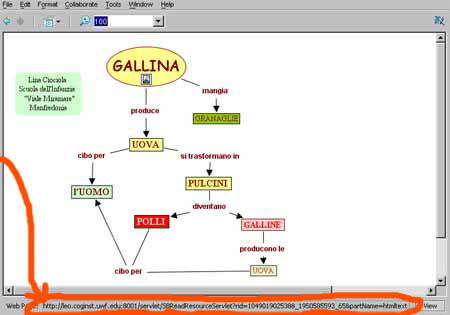 File Edit Format Collaborate Tools Window Help
100
GALLINA
Lina Ciociola
Scuola dell'Infanzia
"Viale Miramare"
Manfredonia
mangia
produce
GRANAGLIE
UOVA
cibo per
si trasformano in
l'UOMO
PULCINI
diventano
POLLI
GALLINE
producono le
cibo per
UOVA
http://leo.coginst.uwf.edu:8001/servlet/SBReadResourceServlet?rid=1049019025388_1950585593_65&partName=htmltext
View